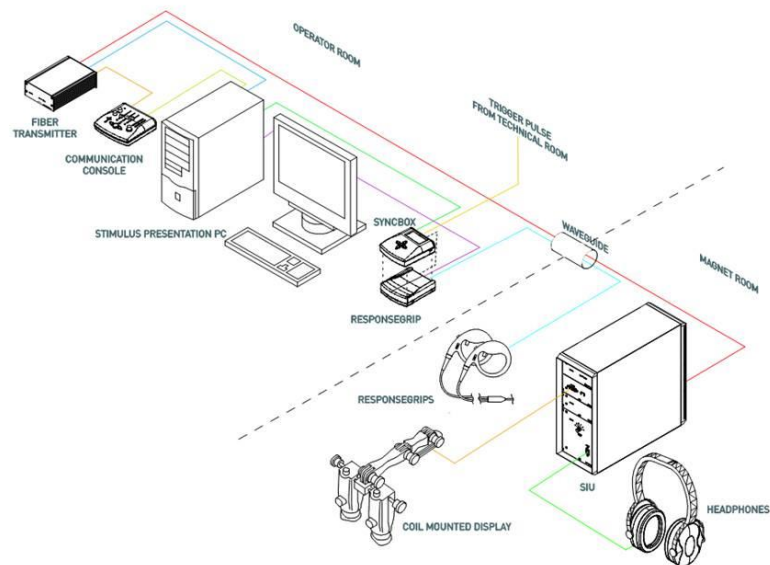 OPERATOR ROOM
FIBER
TRANSMITTER
COMMUNICATION
CONSOLE
TRIGGER PULSE
FROM TECHNICAL ROOM
STIMULUS PRESENTATION PC
SYNCBOX
WAVEGUIDE
MAGNET ROOM
RESPONSEGRIP
RESPONSEGRIPS
SIU
HEADPHONES
COIL MOUNTED DISPLAY